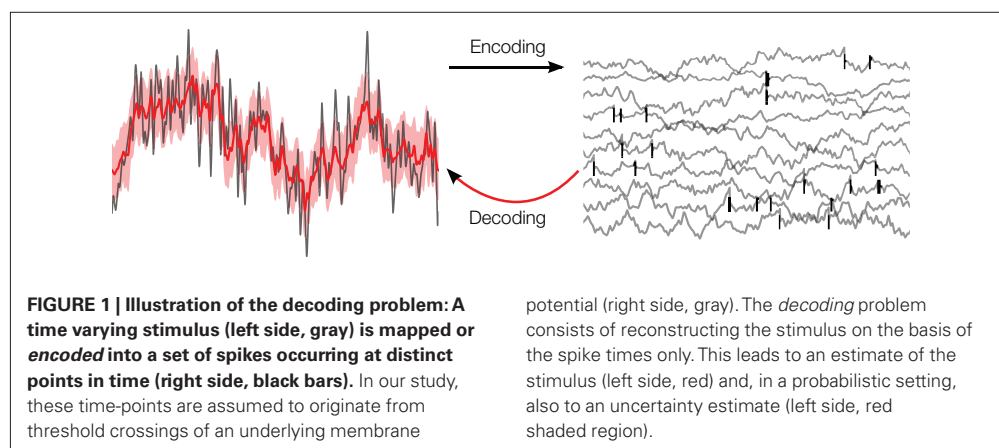 Encoding
Decoding
FIGURE 1 | Illustration of the decoding problem: A
time varying stimulus (left side, gray) is mapped or
encoded into a set of spikes occurring at distinct
points in time (right side, black bars). In our study,
these time-points are assumed to originate from
threshold crossings of an underlying membrane
potential (right side, gray). The decoding problem
consists of reconstructing the stimulus on the basis of
the spike times only. This leads to an estimate of the
stimulus (left side, red) and, in a probabilistic setting,
also to an uncertainty estimate (left side, red
shaded region).